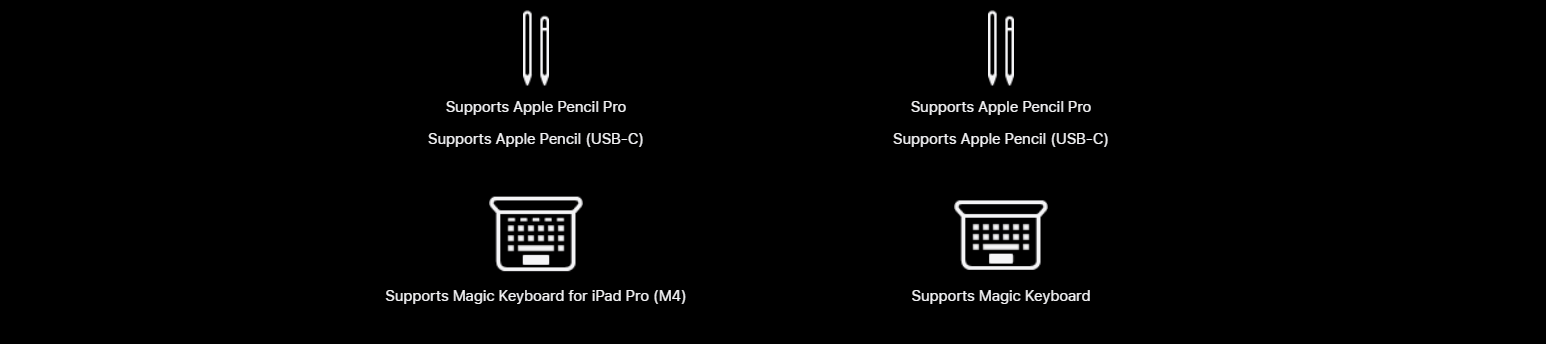 Supports Apple Pencil Pro
Supports Apple Pencil (USB-C)
Supports Magic Keyboard for iPad Pro (M4)
Supports Apple Pencil Pro
Supports Apple Pencil (USB-C)
Supports Magic Keyboard